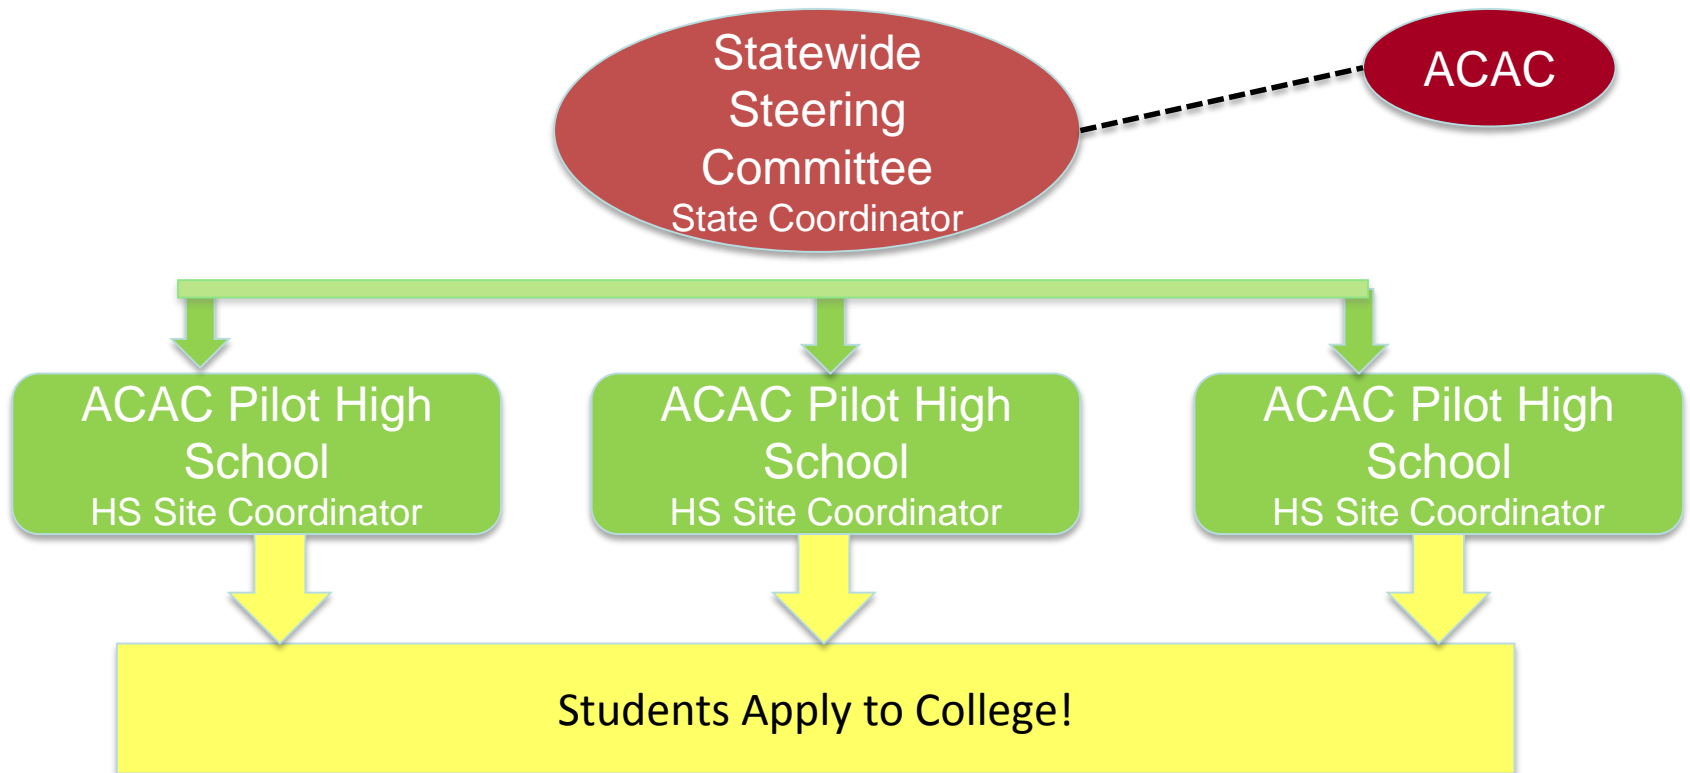 Statewide
Steering
Committee
State Coordinator
ACAC
ACAC Pilot High
School
HS Site Coordinator
ACAC Pilot High
School
HS Site Coordinator
ACAC Pilot High
School
HS Site Coordinator
Students Apply to College!